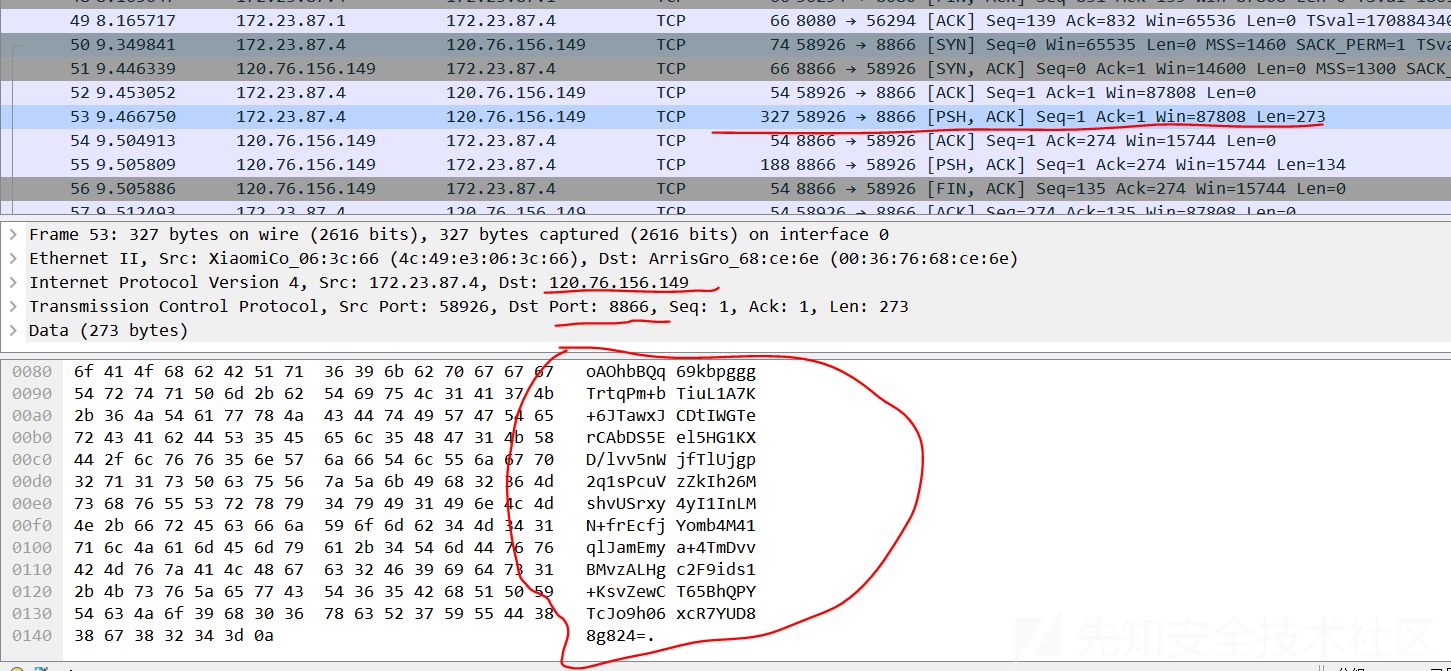 49 8.165717 172.23.87.1 172.23.87.4 TCP 66 8080 → 56294 [ACK] Seq=139 Ack=832 Win=65536 Len=0 TSval=170884340
50 9.349841 172.23.87.4 120.76.156.149 TCP 74 58926 → 8866 [SYN] Seq=0 Win=65535 Len=0 MSS=1460 SACK_PERM=1 TSva
51 9.446339 120.76.156.149 172.23.87.4 TCP 66 8866 → 58926 [SYN, ACK] Seq=0 Ack=1 Win=14600 Len=0 MSS=1300 SACK_
52 9.453052 172.23.87.4 120.76.156.149 TCP 54 58926 → 8866 [ACK] Seq=1 Ack=1 Win=87808 Len=0
53 9.466750 172.23.87.4 120.76.156.149 TCP 327 58926 → 8866 [PSH, ACK] Seq=1 Ack=1 Win=87808 Len=273
54 9.504913 120.76.156.149 172.23.87.4 TCP 54 8866 → 58926 [ACK] Seq=1 Ack=274 Win=15744 Len=0
55 9.505809 120.76.156.149 172.23.87.4 TCP 188 8866 → 58926 [PSH, ACK] Seq=1 Ack=274 Win=15744 Len=134
56 9.505886 120.76.156.149 172.23.87.4 TCP 54 8866 → 58926 [FIN, ACK] Seq=135 Ack=274 Win=15744 Len=0
57 9.512493 172.23.87.4 120.76.156.149 TCP 54 58926 → 8866 [ACK] Seq=274 Ack=135 Win=87808 Len=0
Frame 53: 327 bytes on wire (2616 bits), 327 bytes captured (2616 bits) on interface 0
Ethernet II, Src: XiaomiCo_06:3c:66 (4c:49:e3:06:3c:66), Dst: ArrisGro_68:ce:6e (00:36:76:68:ce:6e)
Internet Protocol Version 4, Src: 172.23.87.4, Dst: 120.76.156.149
Transmission Control Protocol, Src Port: 58926, Dst Port: 8866, Seq: 1, Ack: 1, Len: 273
Data (273 bytes)
0080 6f 41 4f 68 62 42 51 71 36 39 6b 62 70 67 67 67 oAOhbBQq 69kbpggg
0090 54 72 74 71 50 6d 2b 62 54 69 75 4c 31 41 37 4b TrtqPm+b TiuL1A7K
00a0 2b 36 4a 54 61 77 78 4a 43 44 74 49 57 47 54 65 +6JTawxJ CDtIWGTe
00b0 72 43 41 62 44 53 35 45 65 6c 35 48 47 31 4b 58 rCAbDS5E el5HG1KX
00c0 44 2f 6c 76 76 35 6e 57 6a 66 54 6c 55 6a 67 70 D/lvv5nW jfTlUjgp
00d0 32 71 31 73 50 63 75 56 7a 5a 6b 49 68 32 36 4d 2q1sPcuV zZkIh26M
00e0 73 68 76 55 53 72 78 79 34 79 49 31 49 6e 4c 4d shvUSrxy 4yI1InLM
00f0 4e 2b 66 72 45 63 66 6a 59 6f 6d 62 34 4d 34 31 N+frEcfj Yomb4M41
0100 71 6c 4a 61 6d 45 6d 79 61 2b 34 54 6d 44 76 76 qlJamEmy a+4TmDvv
0110 42 4d 76 7a 41 4c 48 67 63 32 46 39 69 64 73 31 BMvzALHg c2F9ids1
0120 2b 4b 73 76 5a 65 77 43 54 36 35 42 68 51 50 59 +KsvZewC T65BhQPY
0130 54 63 4a 6f 39 68 30 36 78 63 52 37 59 55 44 38 TcJo9h06 xcR7YUD8
0140 38 67 38 32 34 3d 0a 8g824=.
先知安全技术社区